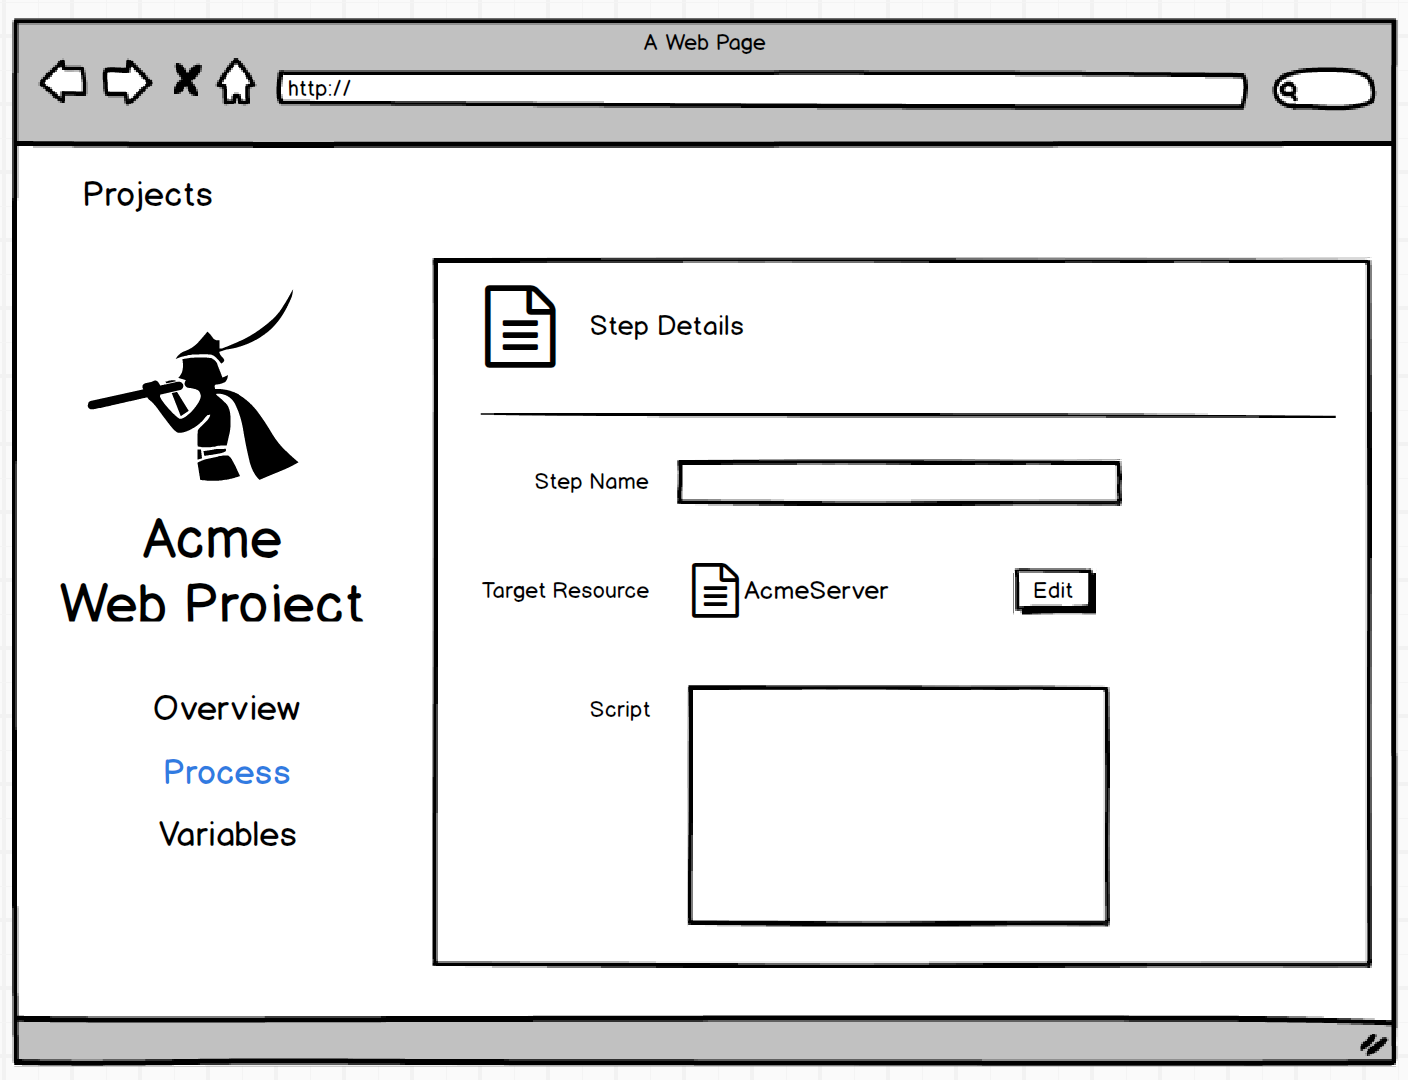 A Web Page
http://
Projects
Step Details
Step Name
Acme
Web Project
Target Resource
AcmeServer
Edit
Overview
Script
Process
Variables